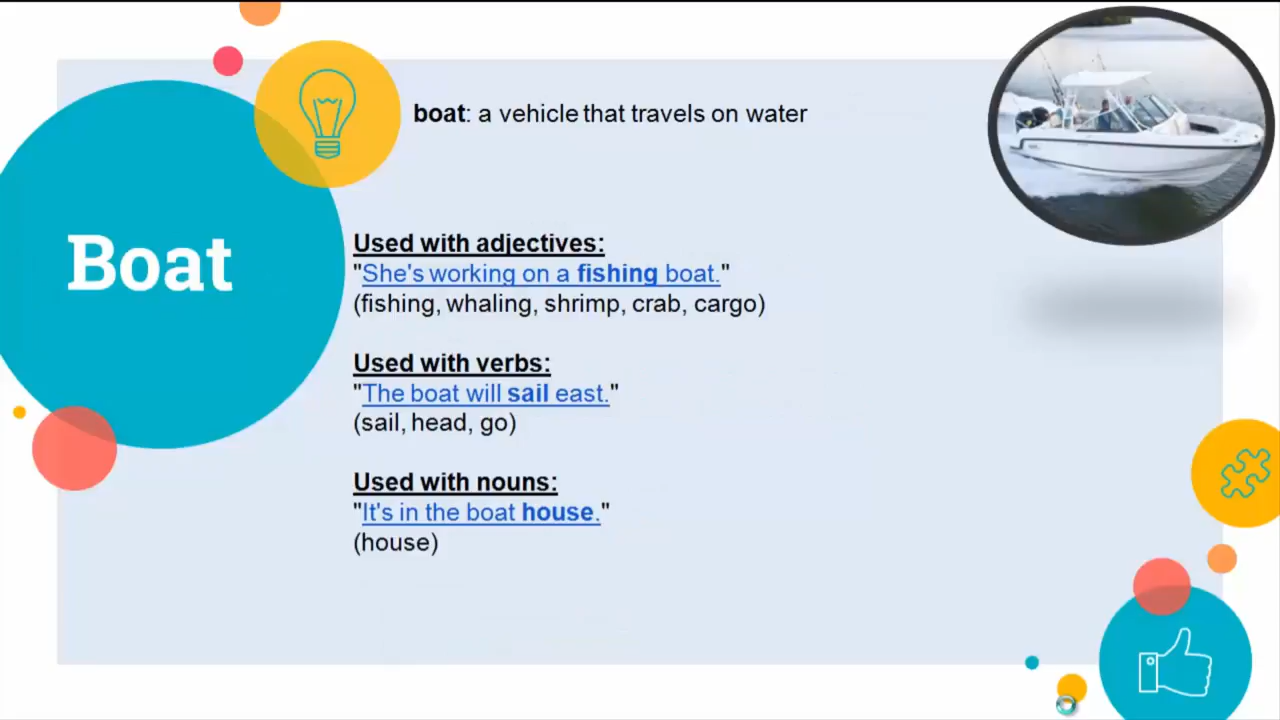 boat: a vehicle that travels on water
Boat
Used with adjectives:
"She's working on a fishing boat."
(fishing, whaling, shrimp, crab, cargo)
Used with verbs:
"The boat will sail east."
(sail, head, go)
Used with nouns:
"It's in the boat house."
(house)